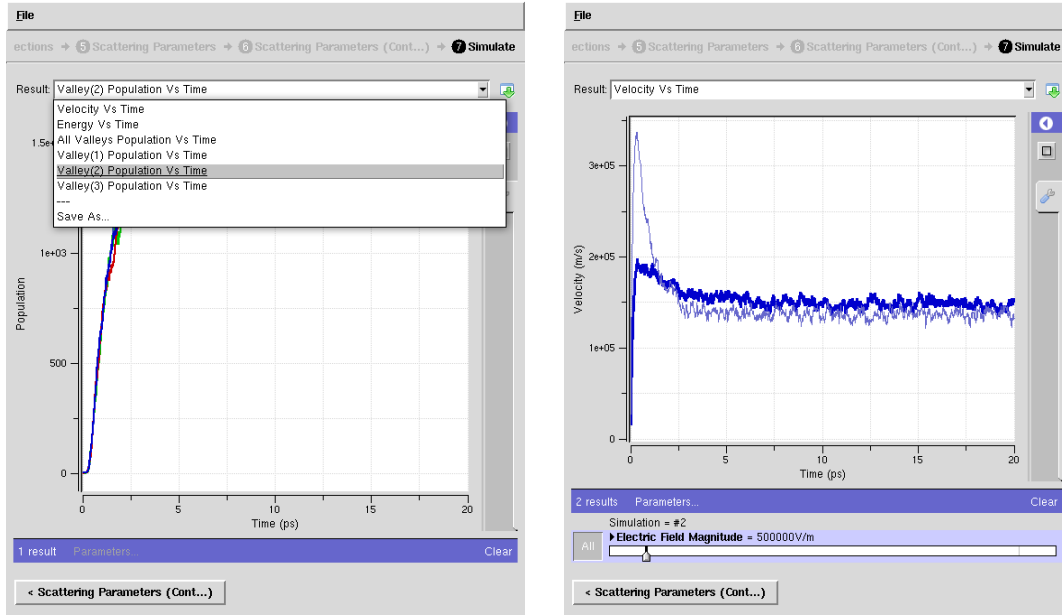 File
ections → 5 Scattering Parameters → 6 Scattering Parameters (Cont...) → 7 Simulate
Result: Valley(2) Population Vs Time
Velocity Vs Time
Energy Vs Time
All Valleys Population Vs Time
Valley(1) Population Vs Time
Valley(2) Population Vs Time
Valley(3) Population Vs Time
---
Save As...
1e+03
500
0
Population
0 5 10 15 20
Time (ps)
1 result Parameters... Clear
< Scattering Parameters (Cont...)
File
ections → 5 Scattering Parameters → 6 Scattering Parameters (Cont...) → 7 Simulate
Result: Velocity Vs Time
3e+05
2e+05
1e+05
0
Velocity (m/s)
0 5 10 15 20
Time (ps)
2 results Parameters... Clear
Simulation = #2
All
Electric Field Magnitude = 500000V/m
< Scattering Parameters (Cont...)